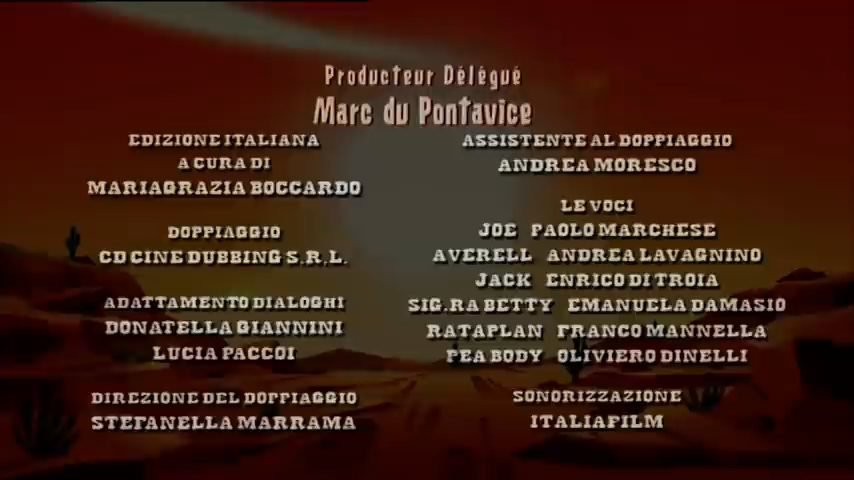 Producteur Délégué
Marc du Pontavice
EDIZIONE ITALIANA
A CURA DI
MARIAGRAZIA BOCCARDO
DOPPIAGGIO
CD CINE DUBBING S.R.L.
ADATTAMENTO DIALOGHI
DONATELLA GIANNINI
LUCIA PACCOI
DIREZIONE DEL DOPPIAGGIO
STEFANELLA MARRAMA
ASSISTENTE AL DOPPIAGGIO
ANDREA MORESCO
LE VOCI
JOE PAOLO MARCHESE
AVERELL ANDREA LAVAGNINO
JACK ENRICO DI TROIA
SIG.RA BETTY EMANUELA DAMASIO
RATAPLAN FRANCO MANNELLA
PEABODY OLIVIERO DINELLI
SONORIZZAZIONE
ITALIAFILM